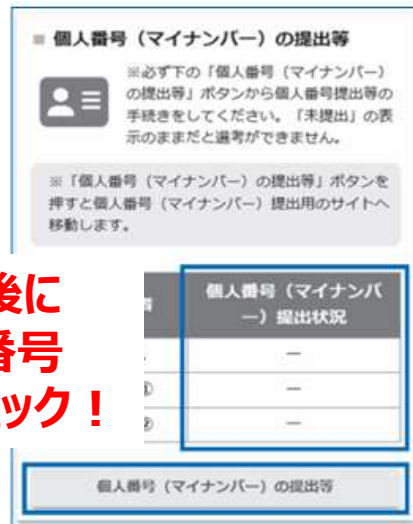 ■ 個人番号（マイナンバー）の提出等
※必ず下の「個人番号（マイナンバー）
の提出等」ボタンから個人番号提出等の
手続きをしてください。「未提出」の表
示のままだと選考ができません。
※「個人番号（マイナンバー）の提出等」ボタンを
押すと個人番号（マイナンバー）提出用のサイトへ
移動します。
後に
番号
ェック！
個人番号（マイナンバ
ー）提出状況
－
① －
② －
個人番号（マイナンバー）の提出等